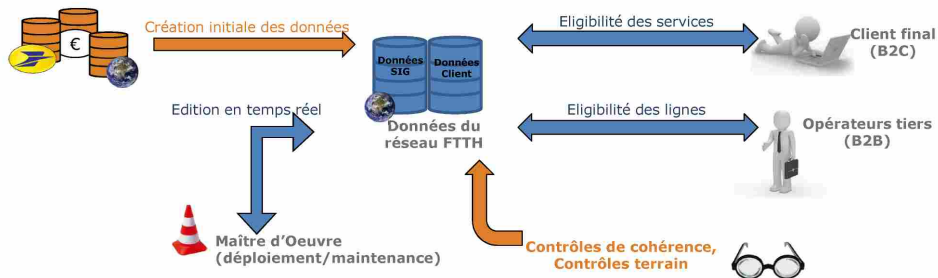 Création initiale des données
€
Données
SIG
Données
Client
Données du
réseau FTTH
Eligibilité des services
Client final
(B2C)
Edition en temps réel
Eligibilité des lignes
Opérateurs tiers
(B2B)
Maître d'Oeuvre
(déploiement/maintenance)
Contrôles de cohérence,
Contrôles terrain